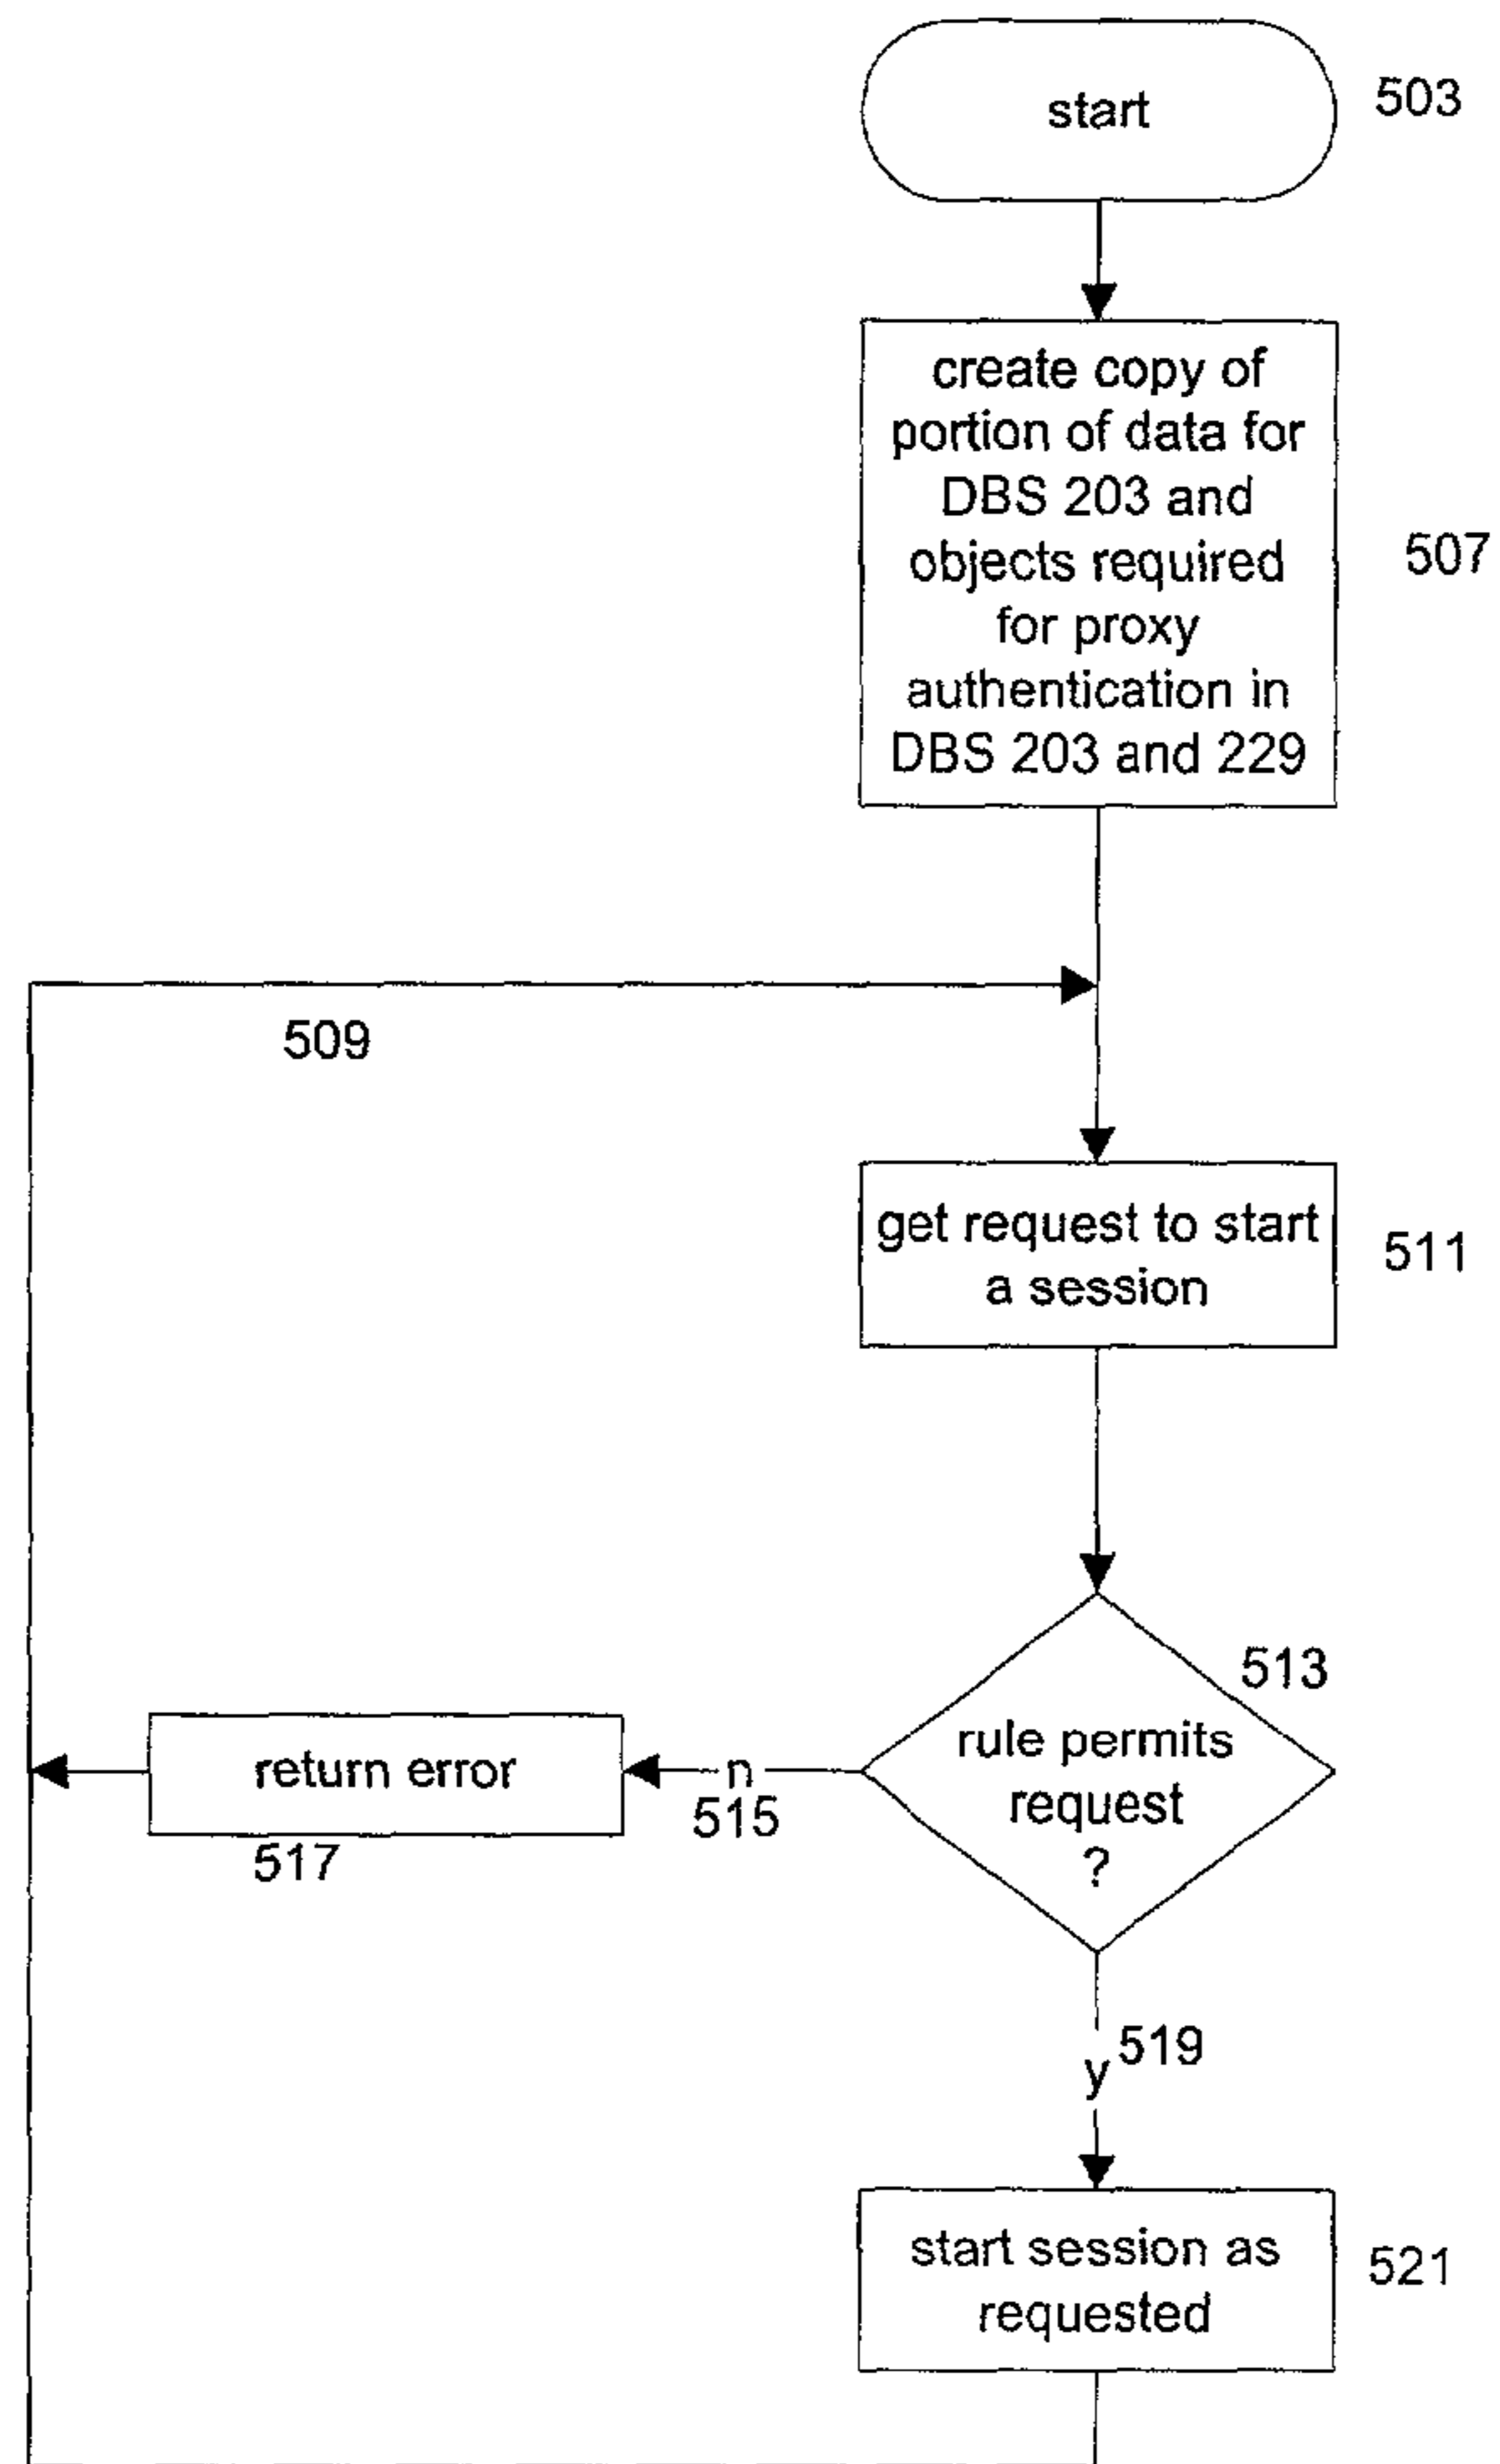 start
503
create copy of
portion of data for
DBS 203 and
objects required
for proxy
authentication in
DBS 203 and 229
507
509
get request to start
a session
511
513
rule permits
request
?
n
515
return error
517
519
y
start session as
requested
521